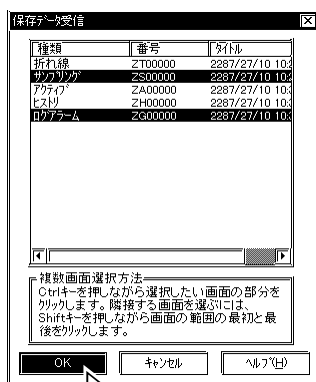 保存ﾃﾞｰﾀ受信
種類 番号 ﾀｲﾄﾙ
折れ線 ZT00000 2287/27/10 10:
ｻﾝﾌﾟﾘﾝｸﾞ ZS00000 2287/27/10 10:
ｱｸﾃｨﾌﾞ ZA00000 2287/27/10 10:
ﾋｽﾄﾘ ZH00000 2287/27/10 10:
ﾛｸﾞｱﾗｰﾑ ZG00000 2287/27/10 10:
複数画面選択方法
Ctrlキーを押しながら選択したい画面の部分を
ｸﾘｯｸします。隣接する画面を選ぶには、
Shiftキーを押しながら画面の範囲の最初と最
後をｸﾘｯｸします。
OK ｷｬﾝｾﾙ ﾍﾙﾌﾟ(H)